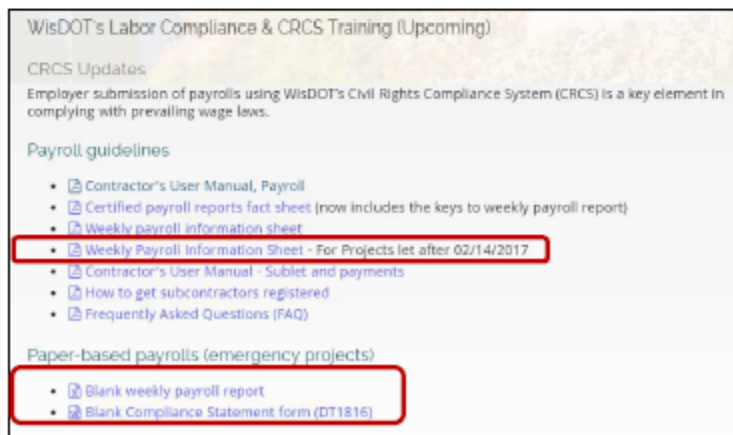 WisDOT's Labor Compliance & CRCS Training (Upcoming)
CRCS Updates
Employer submission of payrolls using WisDOT's Civil Rights Compliance System (CRCS) is a key element in
complying with prevailing wage laws.
Payroll guidelines
Contractor's User Manual, Payroll
Certified payroll reports fact sheet (now includes the keys to weekly payroll report)
Weekly payroll information sheet
Weekly Payroll Information Sheet - For Projects let after 02/14/2017
Contractor's User Manual - Sublet and payments
How to get subcontractors registered
Frequently Asked Questions (FAQ)
Paper-based payrolls (emergency projects)
Blank weekly payroll report
Blank Compliance Statement form (DT1816)